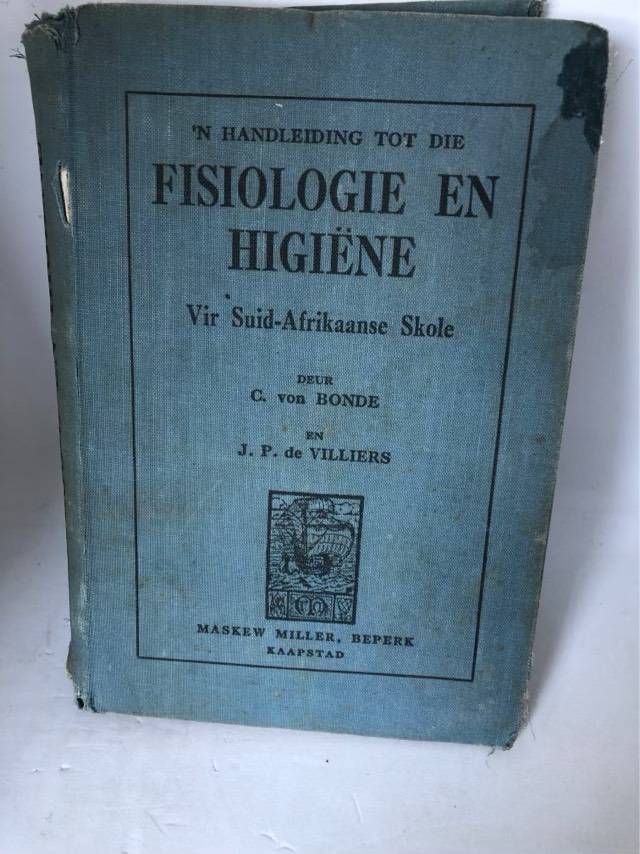 'N HANDLEIDING TOT DIE
FISIOLOGIE EN
HIGIËNE
Vir Suid-Afrikaanse Skole
DEUR
C. von BONDE
EN
J. P. de VILLIERS
MASKEW MILLER, BEPERK
KAAPSTAD